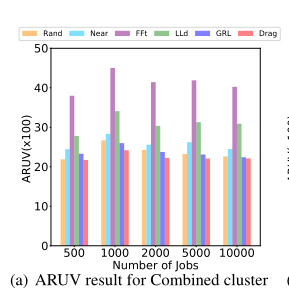 Rand Near FFt LLd GRL Drag
50
40
30
20
10
0
ARUV(x100)
500 1000 2000 5000 10000
Number of Jobs
(a) ARUV result for Combined cluster (